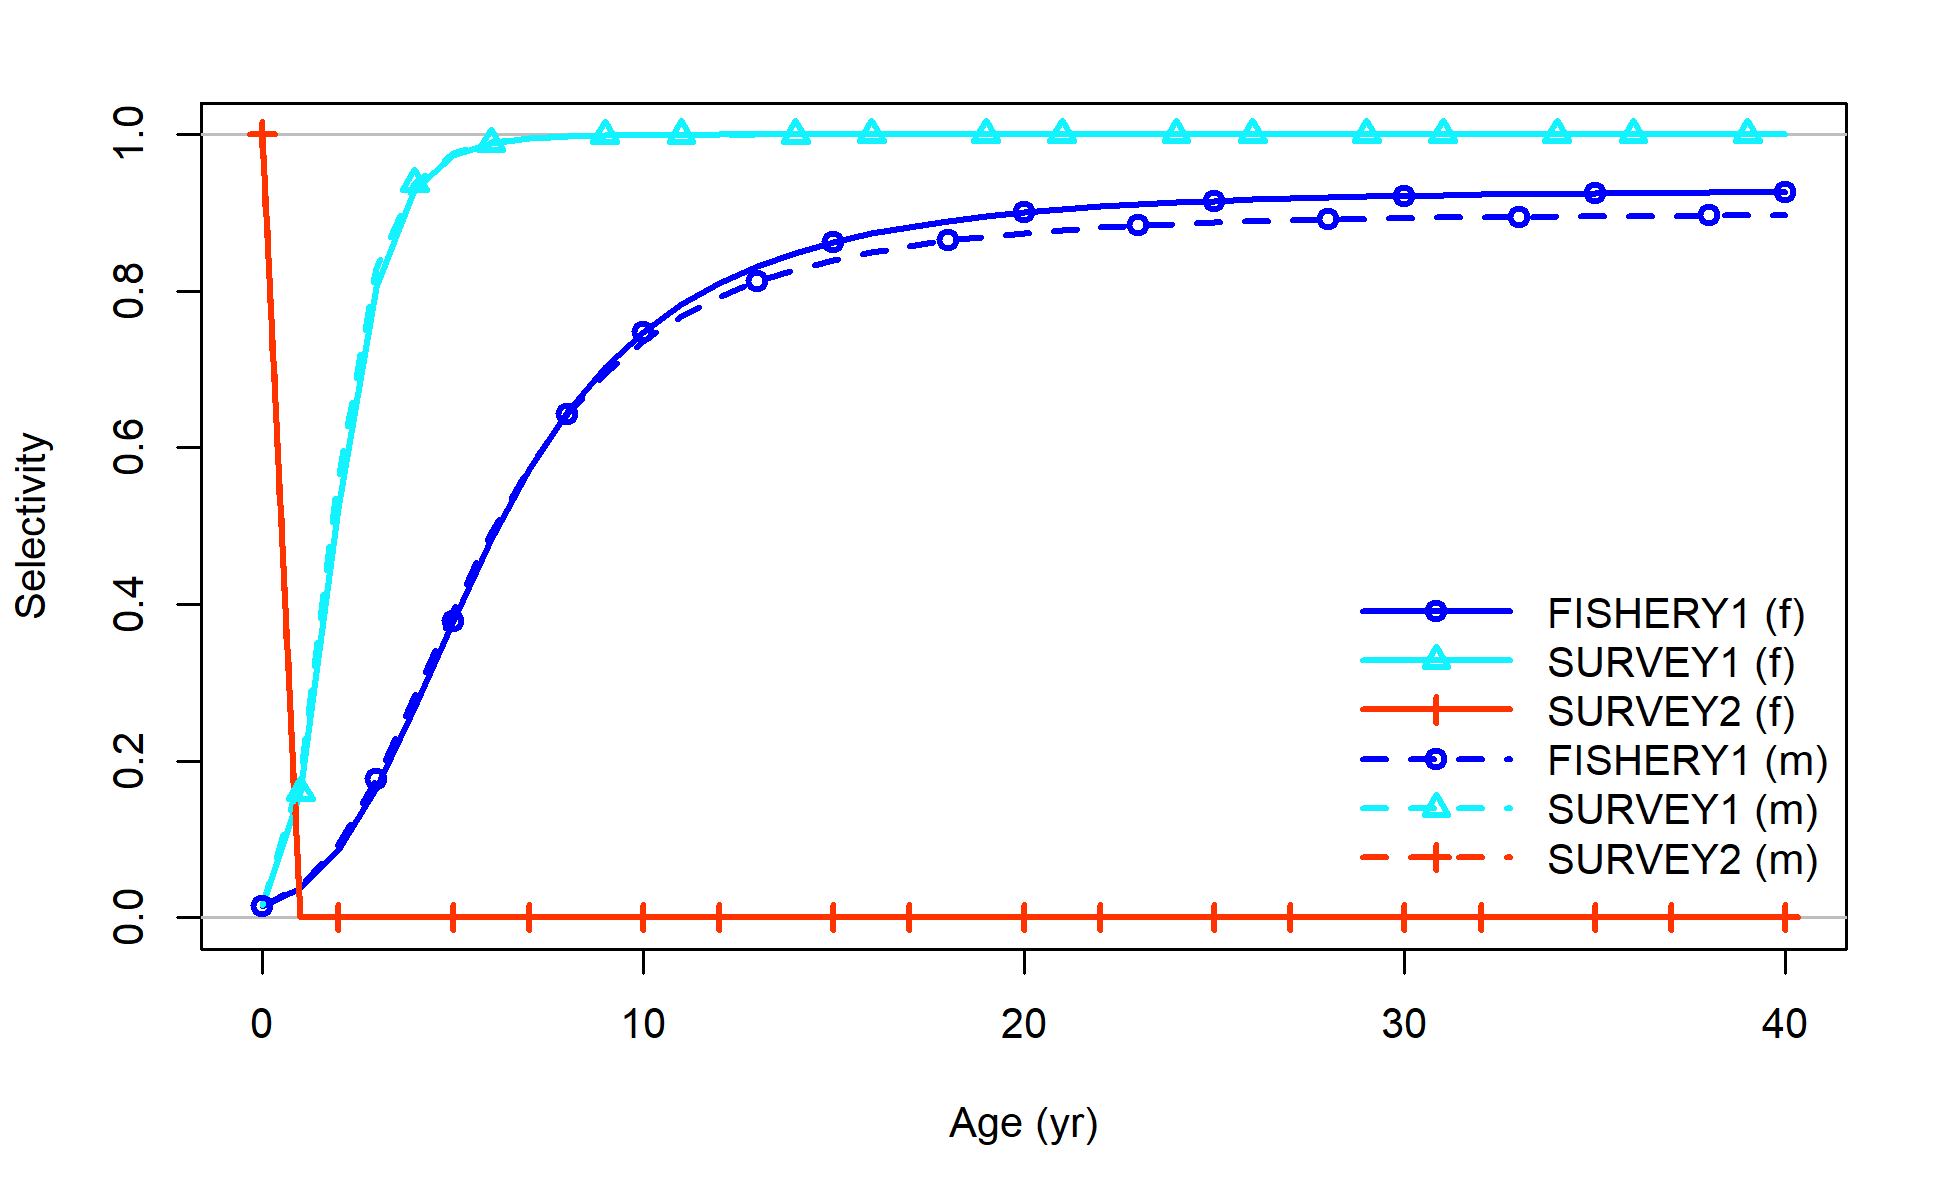 1.0
0.8
0.6
0.4
0.2
0.0
Selectivity
FISHERY1 (f)
SURVEY1 (f)
SURVEY2 (f)
FISHERY1 (m)
SURVEY1 (m)
SURVEY2 (m)
0 10 20 30 40
Age (yr)